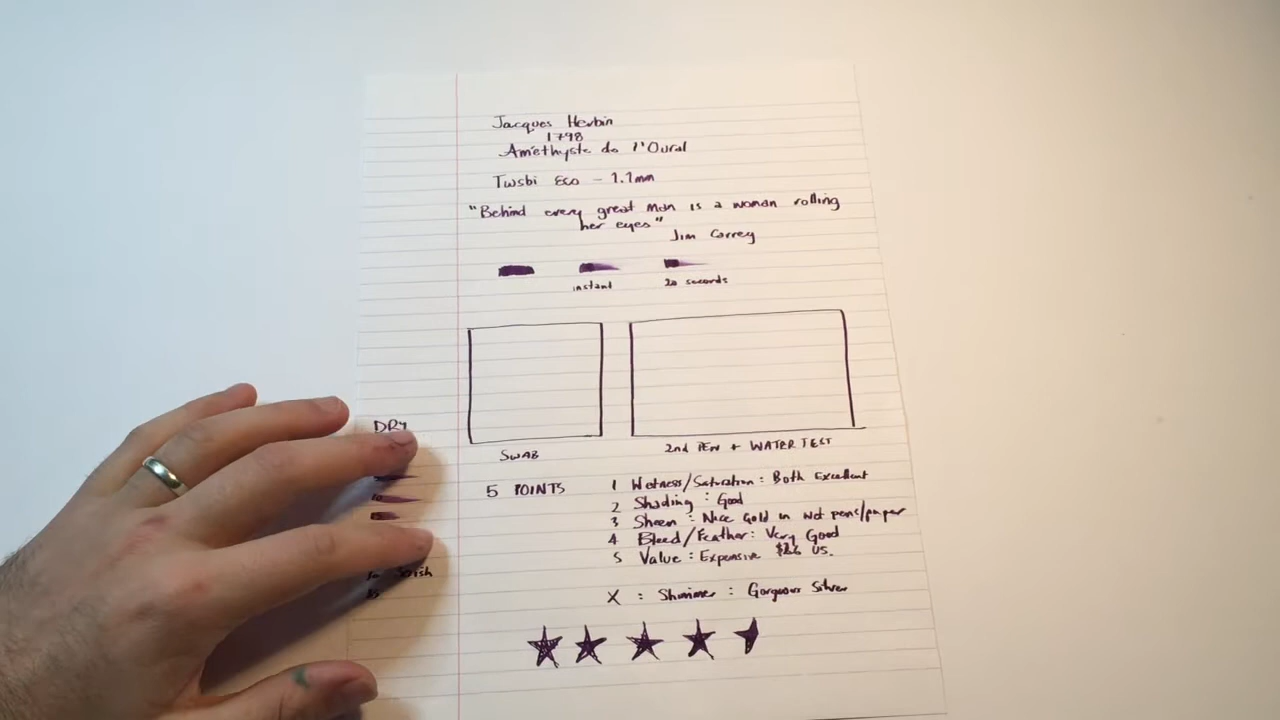 Jacques Herbin
1798
Améthyste de l'Oural
Twsbi Eco - 1.1mm
"Behind every great man is a woman rolling
her eyes"
Jim Carrey
instant
20 seconds
DRY
10
SWAB
2nd PEN + WATER TEST
5 POINTS
1 Wetness/Saturation : Both Excellent
2 Shading : Good
3 Sheen : Nice Gold in wet pens/paper
4 Bleed/Feather : Very Good
5 Value : Expensive US.
X : Shimmer : Gorgeous Silver